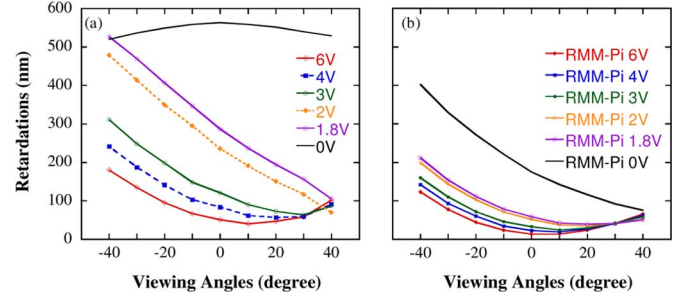 (a)
(b)
600
500
400
300
200
100
0
Retardations (nm)
6V
4V
3V
2V
1.8V
0V
RMM-Pi 6V
RMM-Pi 4V
RMM-Pi 3V
RMM-Pi 2V
RMM-Pi 1.8V
RMM-Pi 0V
-40 -20 0 20 40
-40 -20 0 20 40
Viewing Angles (degree)
Viewing Angles (degree)